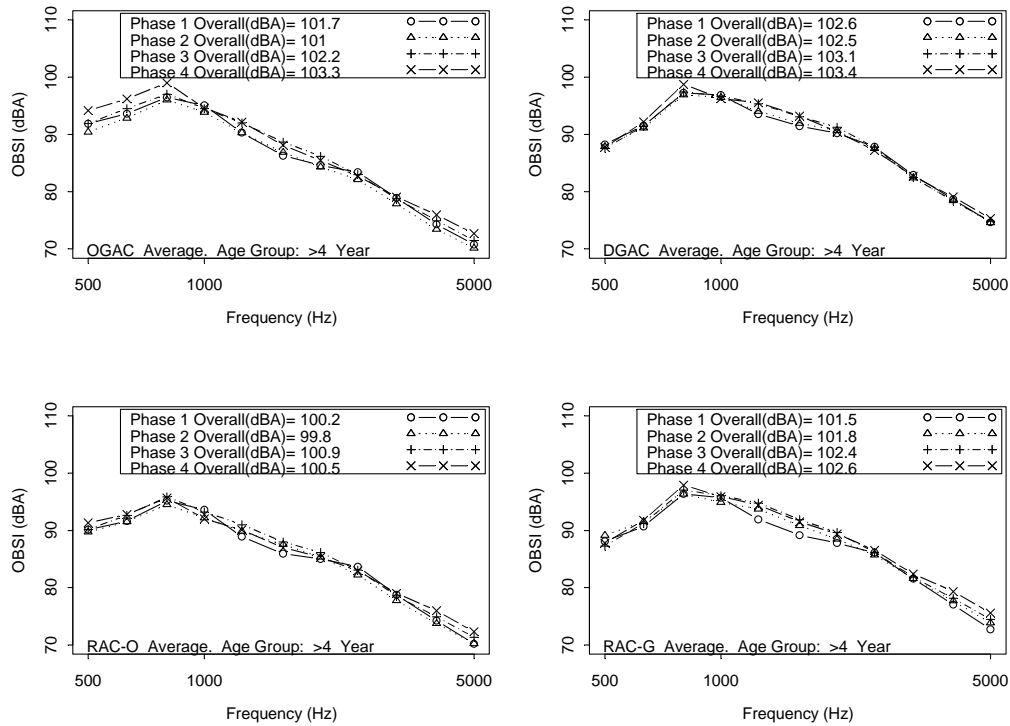 Phase 1 Overall(dBA)= 101.7
Phase 2 Overall(dBA)= 101
Phase 3 Overall(dBA)= 102.2
Phase 4 Overall(dBA)= 103.3
110
100
90
80
70
OBSI (dBA)
OGAC Average. Age Group: >4 Year
500 1000 5000
Frequency (Hz)
Phase 1 Overall(dBA)= 102.6
Phase 2 Overall(dBA)= 102.5
Phase 3 Overall(dBA)= 103.1
Phase 4 Overall(dBA)= 103.4
110
100
90
80
70
OBSI (dBA)
DGAC Average. Age Group: >4 Year
500 1000 5000
Frequency (Hz)
Phase 1 Overall(dBA)= 100.2
Phase 2 Overall(dBA)= 99.8
Phase 3 Overall(dBA)= 100.9
Phase 4 Overall(dBA)= 100.5
110
100
90
80
70
OBSI (dBA)
RAC-O Average. Age Group: >4 Year
500 1000 5000
Frequency (Hz)
Phase 1 Overall(dBA)= 101.5
Phase 2 Overall(dBA)= 101.8
Phase 3 Overall(dBA)= 102.4
Phase 4 Overall(dBA)= 102.6
110
100
90
80
70
OBSI (dBA)
RAC-G Average. Age Group: >4 Year
500 1000 5000
Frequency (Hz)